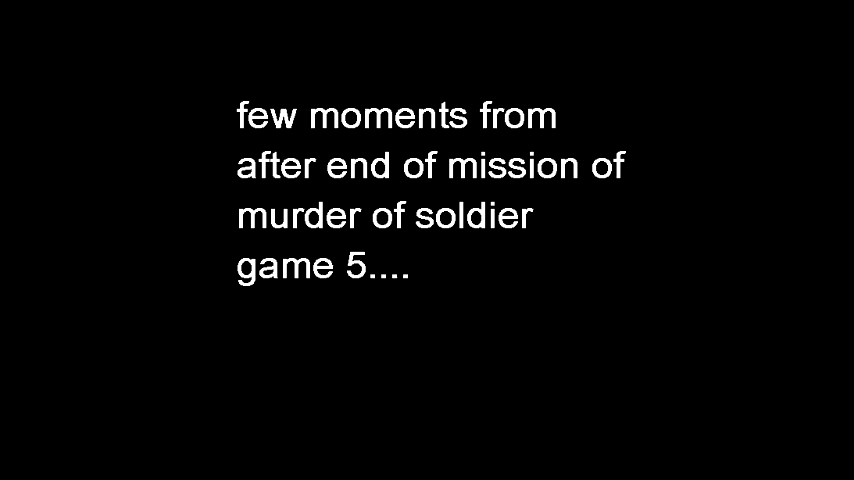 few moments from
after end of mission of
murder of soldier
game 5....